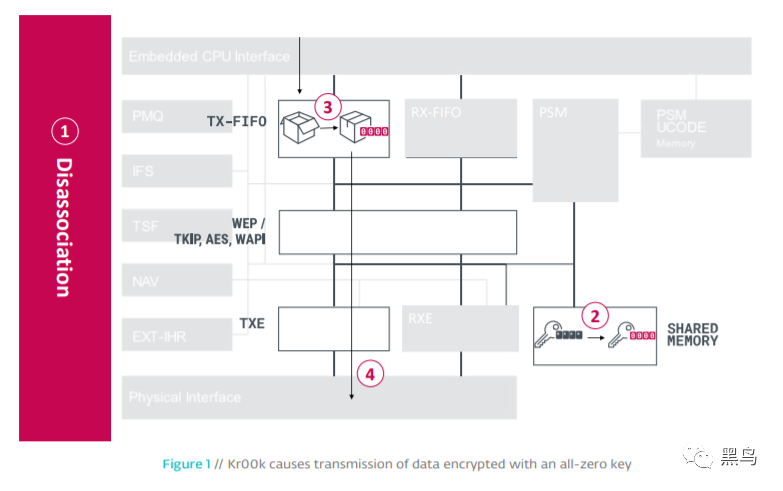 1
Disassociation
Embedded CPU Interface
PMQ
TX-FIFO
3
0000
RX-FIFO
PSM
PSM
UCODE
Memory
IFS
TSF
WEP /
TKIP, AES, WAPI
NAV
TXE
RXE
2
0000
SHARED
MEMORY
EXT-IHR
4
Physical Interface
Figure 1 // Kr00k causes transmission of data encrypted with an all-zero key
黑鸟